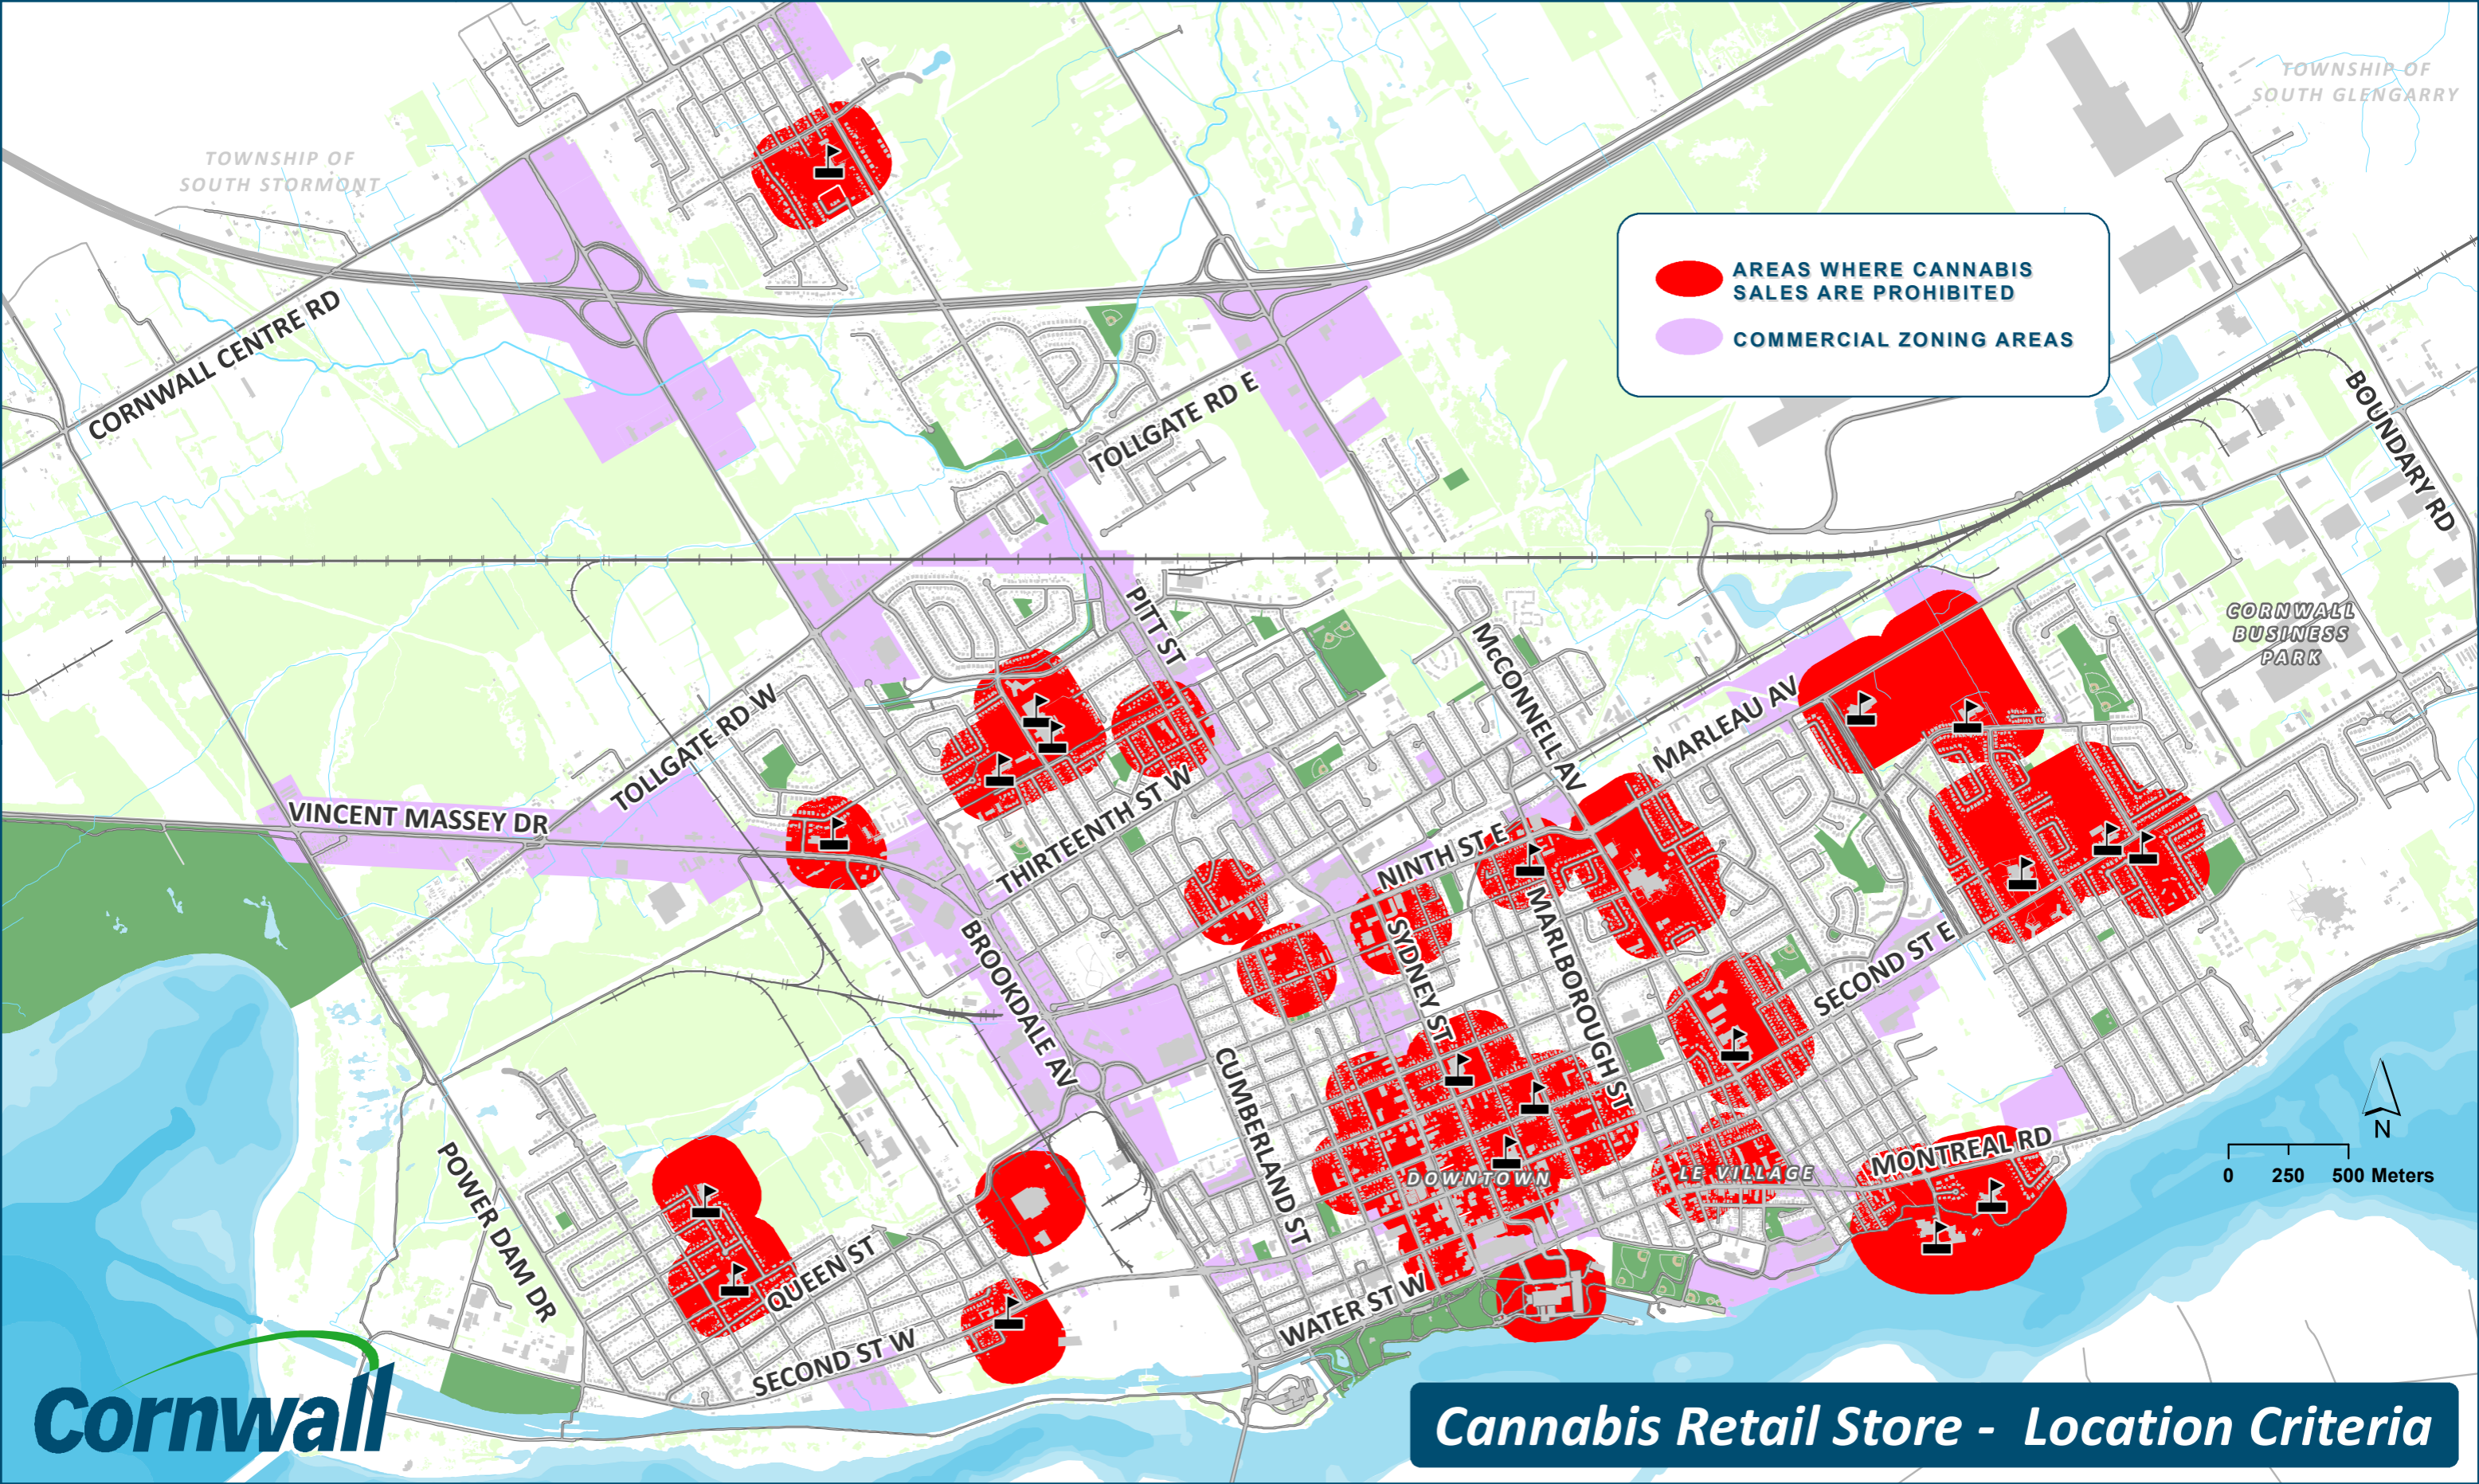 TOWNSHIP OF
SOUTH STORMONT
TOWNSHIP OF
SOUTH GLENGARRY
AREAS WHERE CANNABIS
SALES ARE PROHIBITED
COMMERCIAL ZONING AREAS
CORNWALL CENTRE RD
TOLLGATE RD E
BOUNDARY RD
PITT ST
McCONNELL AV
CORNWALL
BUSINESS
PARK
TOLLGATE RD W
MARLEAU AV
VINCENT MASSEY DR
THIRTEENTH ST W
NINTH ST E
BROOKDALE AV
SYDNEY ST
MARLBOROUGH ST
SECOND ST E
CUMBERLAND ST
POWER DAM DR
DOWNTOWN
LE VILLAGE
MONTREAL RD
N
0 250 500 Meters
QUEEN ST
SECOND ST W
WATER ST W
Cornwall
Cannabis Retail Store - Location Criteria